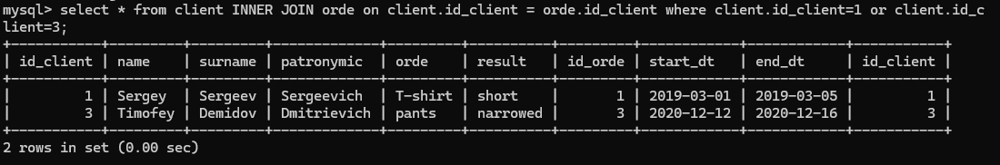 mysql> select * from client INNER JOIN orde on client.id_client = orde.id_client where client.id_client=1 or client.id_c
lient=3;
+-----------+---------+---------+-------------+---------+----------+---------+------------+------------+-----------+
| id_client | name    | surname | patronymic  | orde    | result   | id_orde | start_dt   | end_dt     | id_client |
+-----------+---------+---------+-------------+---------+----------+---------+------------+------------+-----------+
|         1 | Sergey  | Sergeev | Sergeevich  | T-shirt | short    |       1 | 2019-03-01 | 2019-03-05 |         1 |
|         3 | Timofey | Demidov | Dmitrievich | pants   | narrowed |       3 | 2020-12-12 | 2020-12-16 |         3 |
+-----------+---------+---------+-------------+---------+----------+---------+------------+------------+-----------+
2 rows in set (0.00 sec)